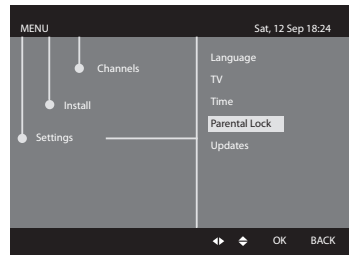 MENU Sat, 12 Sep 18:24
Channels
Install
Settings
Language
TV
Time
Parental Lock
Updates
OK BACK